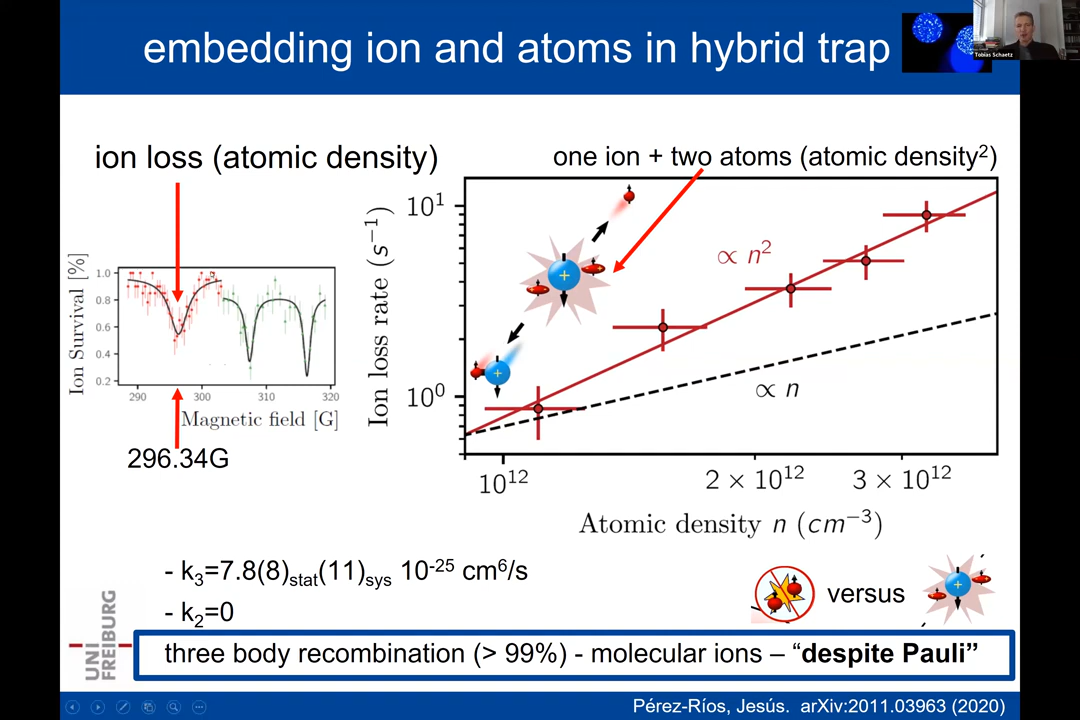 embedding ion and atoms in hybrid trap
Tobias Schaetz
ion loss (atomic density)
one ion + two atoms (atomic density²)
Ion Survival [%]
1.0
0.8
0.6
0.4
0.2
290 300 310 320
Magnetic field [G]
296.34G
Ion loss rate (s⁻¹)
10¹
10⁰
∝ n²
∝ n
10¹² 2 × 10¹² 3 × 10¹²
Atomic density n (cm⁻³)
- k₃=7.8(8)stat(11)sys 10⁻²⁵ cm⁶/s
- k₂=0
versus
UNI
FREIBURG
three body recombination (> 99%) - molecular ions – “despite Pauli”
Pérez-Ríos, Jesús. arXiv:2011.03963 (2020)